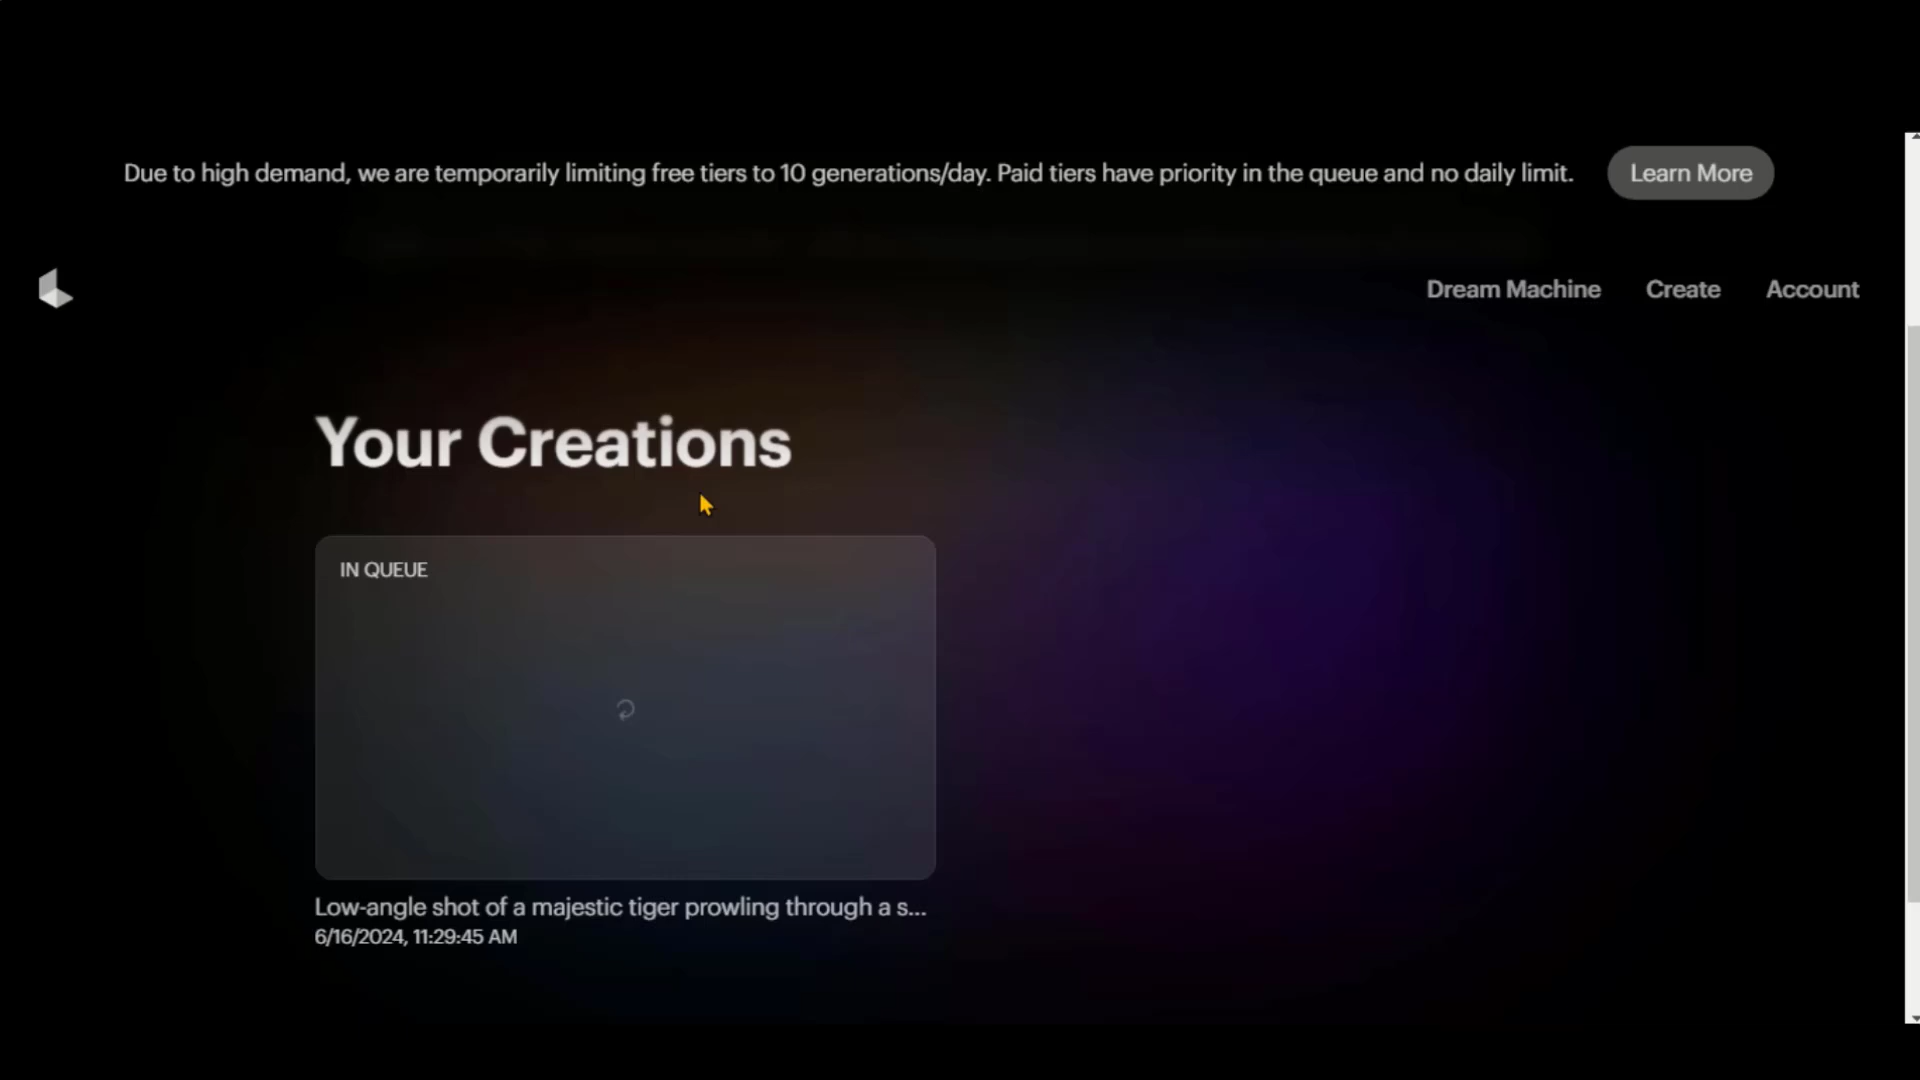 Due to high demand, we are temporarily limiting free tiers to 10 generations/day. Paid tiers have priority in the queue and no daily limit.
Learn More
Dream Machine
Create
Account
Your Creations
IN QUEUE
Low-angle shot of a majestic tiger prowling through a s...
6/16/2024, 11:29:45 AM